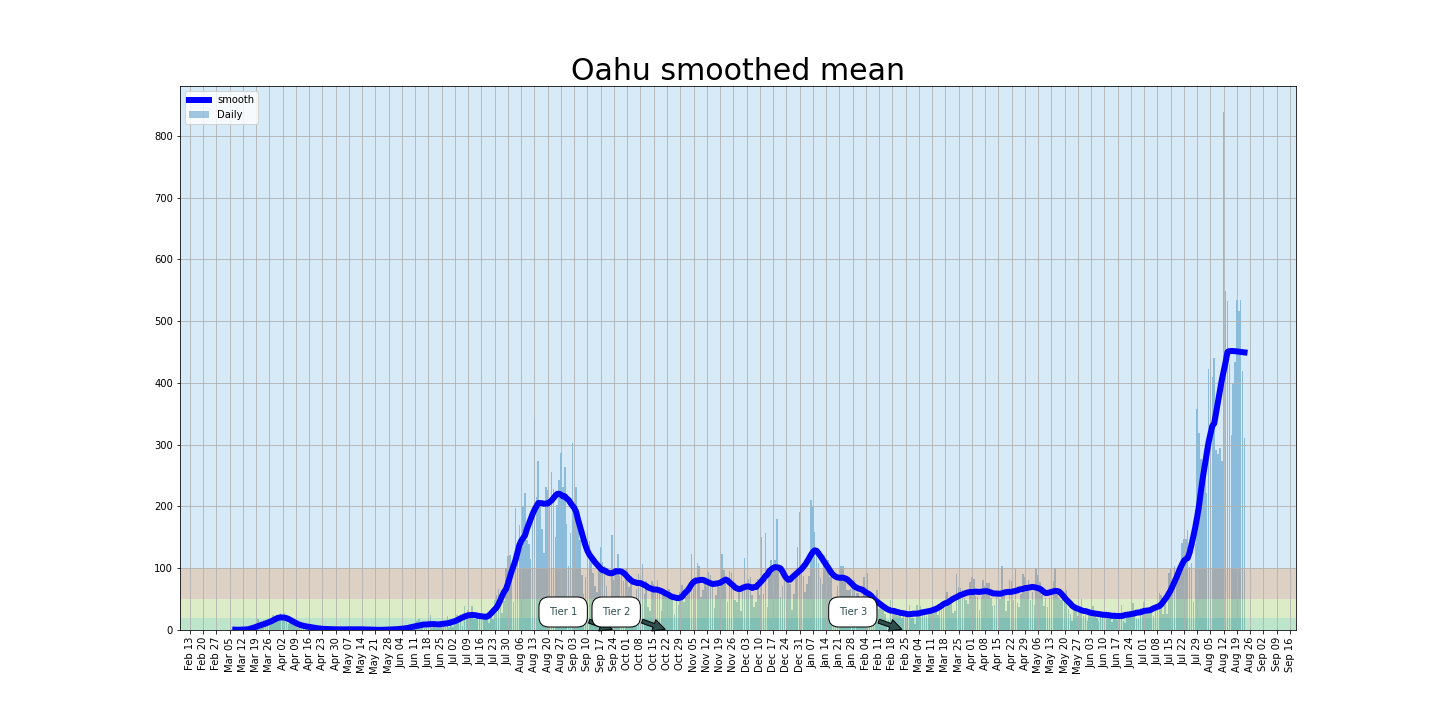 Oahu smoothed mean
smooth
Daily
800
700
600
500
400
300
200
100
0
Tier 1
Tier 2
Tier 3
Feb 13
Feb 20
Feb 27
Mar 05
Mar 12
Mar 19
Mar 26
Apr 02
Apr 09
Apr 16
Apr 23
Apr 30
May 07
May 14
May 21
May 28
Jun 04
Jun 11
Jun 18
Jun 25
Jul 02
Jul 09
Jul 16
Jul 23
Jul 30
Aug 06
Aug 13
Aug 20
Aug 27
Sep 03
Sep 10
Sep 17
Sep 24
Oct 01
Oct 08
Oct 15
Oct 22
Oct 29
Nov 05
Nov 12
Nov 19
Nov 26
Dec 03
Dec 10
Dec 17
Dec 24
Dec 31
Jan 07
Jan 14
Jan 21
Jan 28
Feb 04
Feb 11
Feb 18
Feb 25
Mar 04
Mar 11
Mar 18
Mar 25
Apr 01
Apr 08
Apr 15
Apr 22
Apr 29
May 06
May 13
May 20
May 27
Jun 03
Jun 10
Jun 17
Jun 24
Jul 01
Jul 08
Jul 15
Jul 22
Jul 29
Aug 05
Aug 12
Aug 19
Aug 26
Sep 02
Sep 09
Sep 16